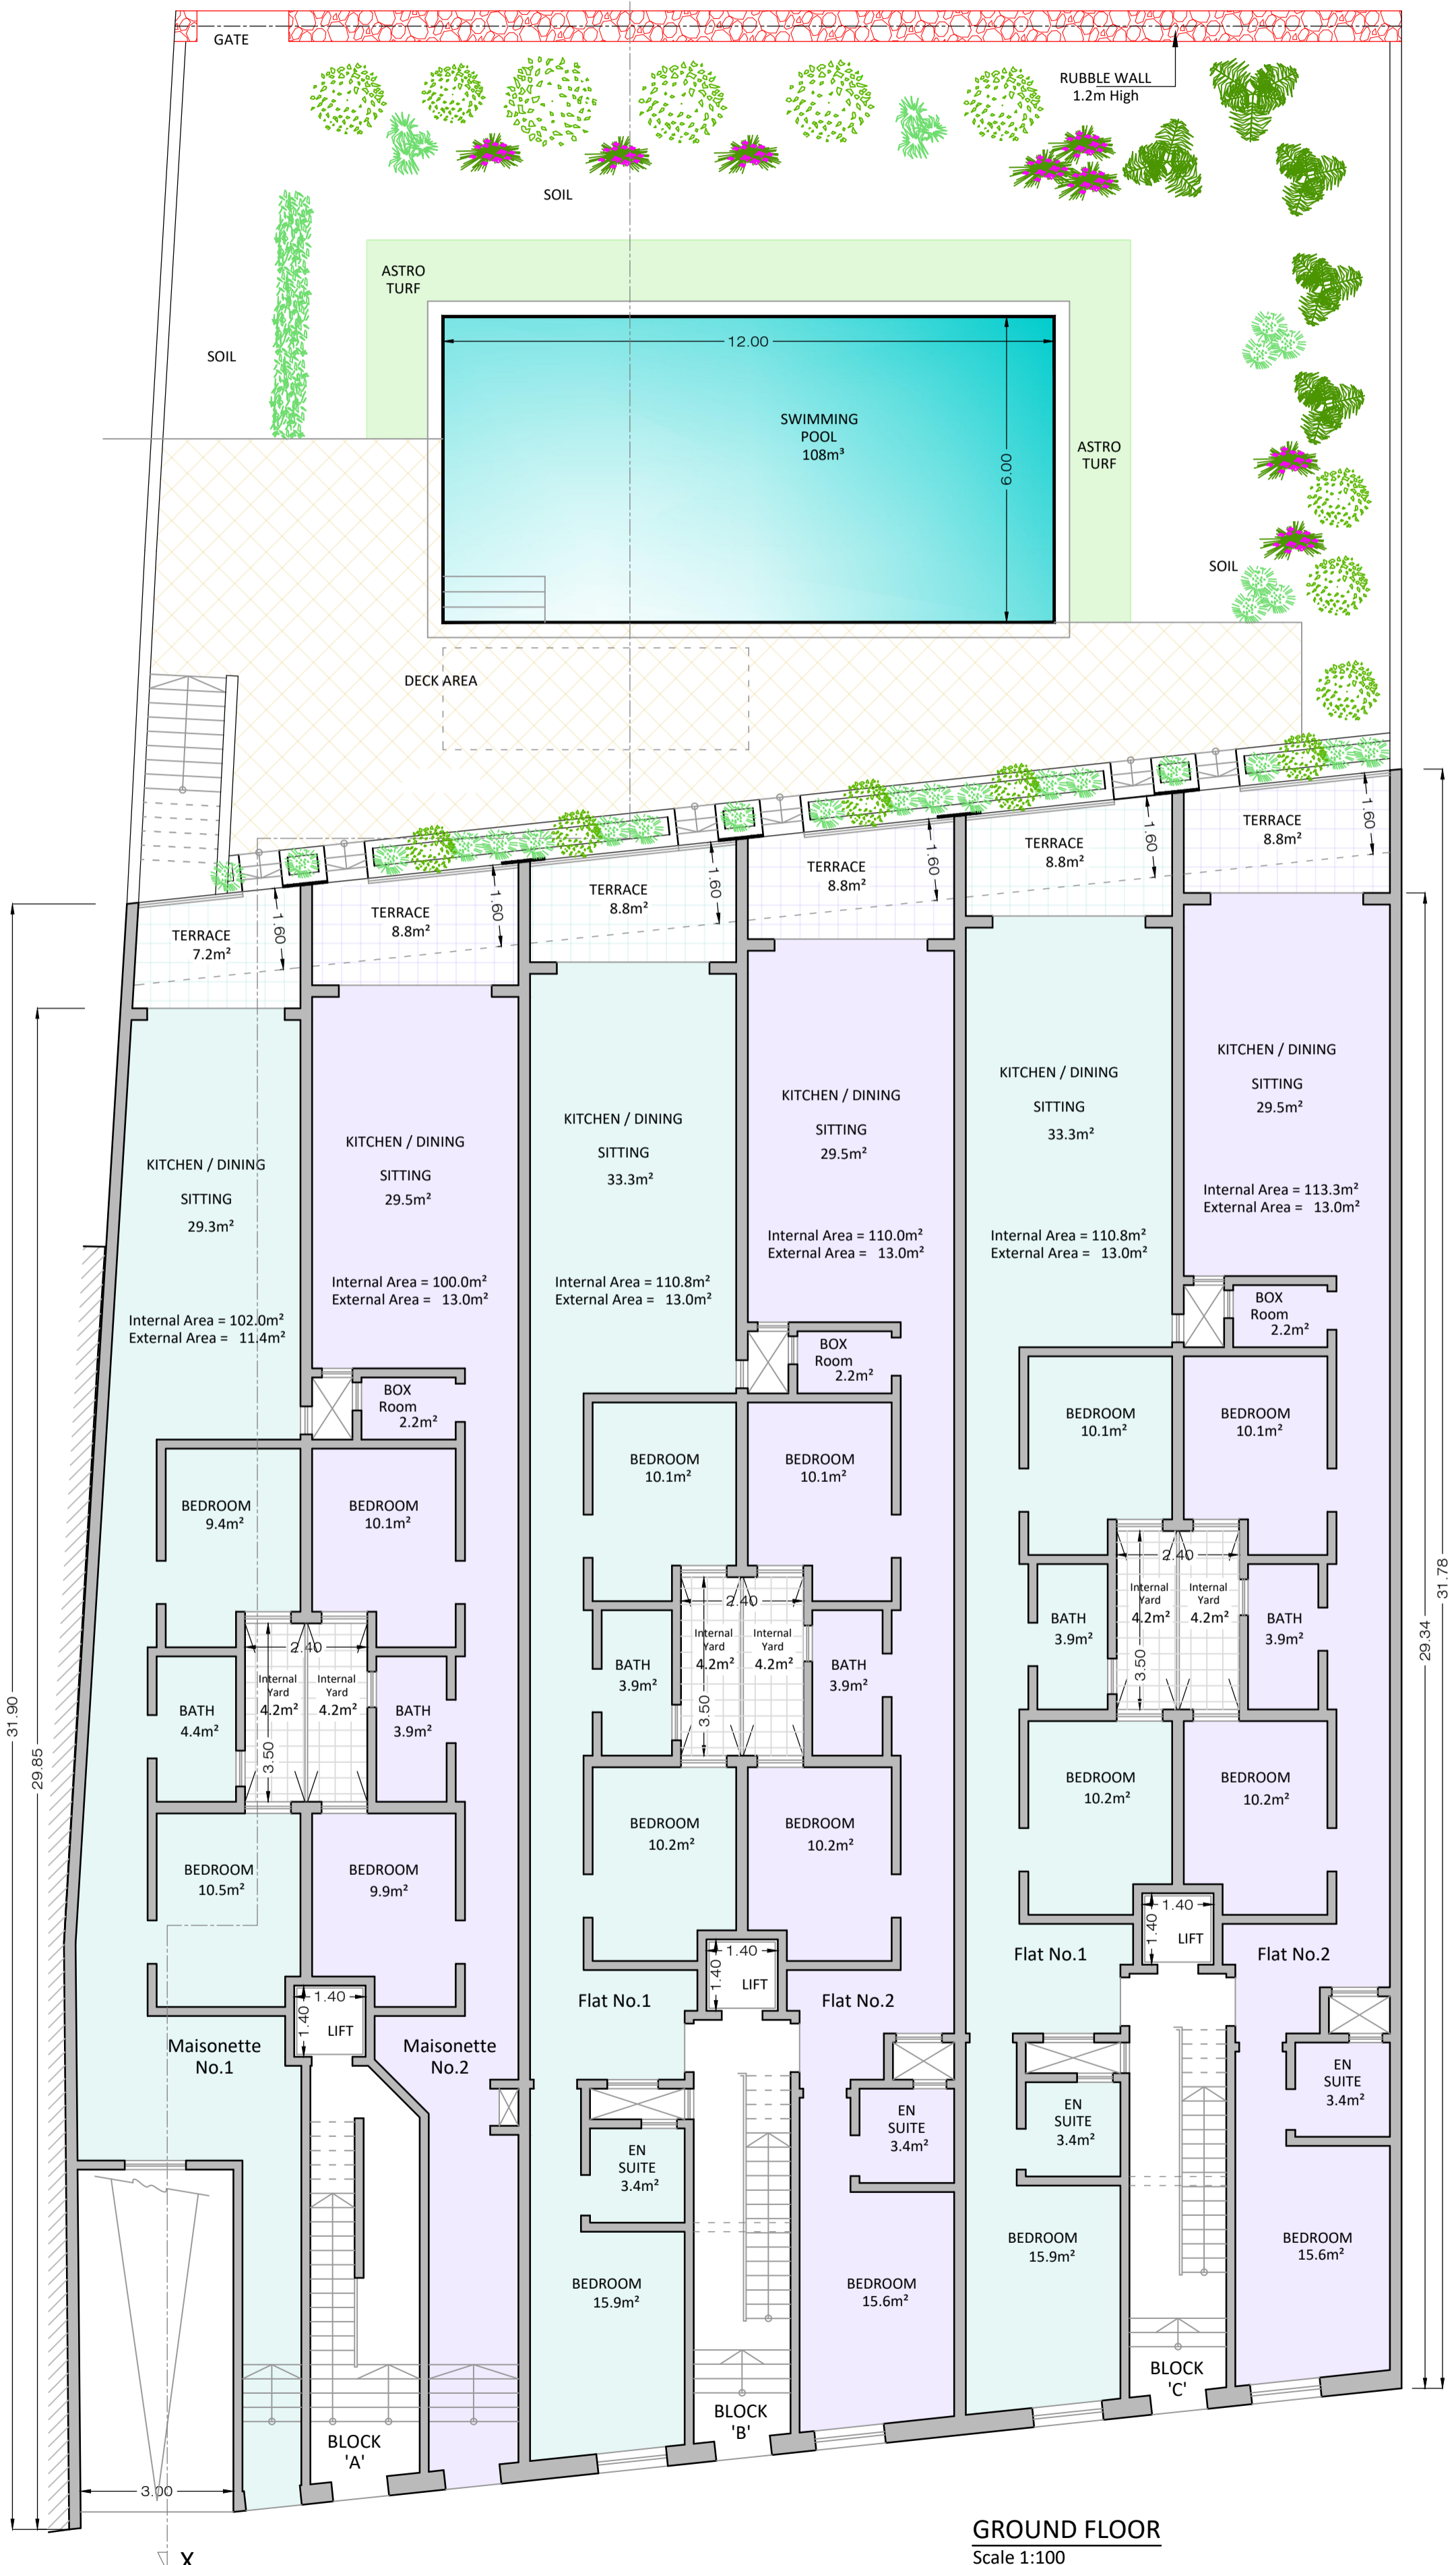 GATE
RUBBLE WALL
1.2m High
SOIL
ASTRO
TURF
12.00
SOIL
SWIMMING
POOL
108m³
6.00
ASTRO
TURF
SOIL
DECK AREA
1.60
TERRACE
8.8m²
1.60
TERRACE
8.8m²
1.60
TERRACE
8.8m²
1.60
TERRACE
8.8m²
1.60
TERRACE
8.8m²
1.60
TERRACE
7.2m²
KITCHEN / DINING
SITTING
29.3m²
Internal Area = 102.0m²
External Area = 11.4m²
KITCHEN / DINING
SITTING
29.5m²
Internal Area = 100.0m²
External Area = 13.0m²
KITCHEN / DINING
SITTING
33.3m²
Internal Area = 110.8m²
External Area = 13.0m²
KITCHEN / DINING
SITTING
29.5m²
Internal Area = 110.0m²
External Area = 13.0m²
KITCHEN / DINING
SITTING
33.3m²
Internal Area = 110.8m²
External Area = 13.0m²
KITCHEN / DINING
SITTING
29.5m²
Internal Area = 113.3m²
External Area = 13.0m²
BOX
Room
2.2m²
BOX
Room
2.2m²
BOX
Room
2.2m²
BEDROOM
9.4m²
BEDROOM
10.1m²
BEDROOM
10.1m²
BEDROOM
10.1m²
BEDROOM
10.1m²
BEDROOM
10.1m²
2.40
3.50
Internal
Yard
4.2m²
Internal
Yard
4.2m²
BATH
4.4m²
BATH
3.9m²
2.40
3.50
Internal
Yard
4.2m²
Internal
Yard
4.2m²
BATH
3.9m²
BATH
3.9m²
2.40
3.50
Internal
Yard
4.2m²
Internal
Yard
4.2m²
BATH
3.9m²
BATH
3.9m²
BEDROOM
10.5m²
BEDROOM
9.9m²
BEDROOM
10.2m²
BEDROOM
10.2m²
BEDROOM
10.2m²
BEDROOM
10.2m²
31.90
29.85
29.34
31.78
1.40
1.40
LIFT
1.40
1.40
LIFT
1.40
1.40
LIFT
Maisonette
No.1
Maisonette
No.2
Flat No.1
Flat No.2
Flat No.1
Flat No.2
EN
SUITE
3.4m²
EN
SUITE
3.4m²
EN
SUITE
3.4m²
EN
SUITE
3.4m²
BEDROOM
15.9m²
BEDROOM
15.6m²
BEDROOM
15.9m²
BEDROOM
15.6m²
BLOCK
'A'
BLOCK
'B'
BLOCK
'C'
3.00
X
GROUND FLOOR
Scale 1:100